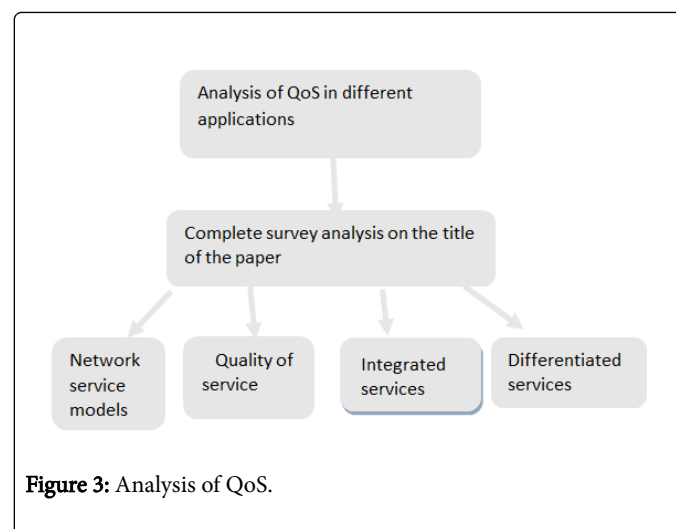 Analysis of QoS in different
applications
Complete survey analysis on the title
of the paper
Network
service
models
Quality of
service
Integrated
services
Differentiated
services
Figure 3: Analysis of QoS.